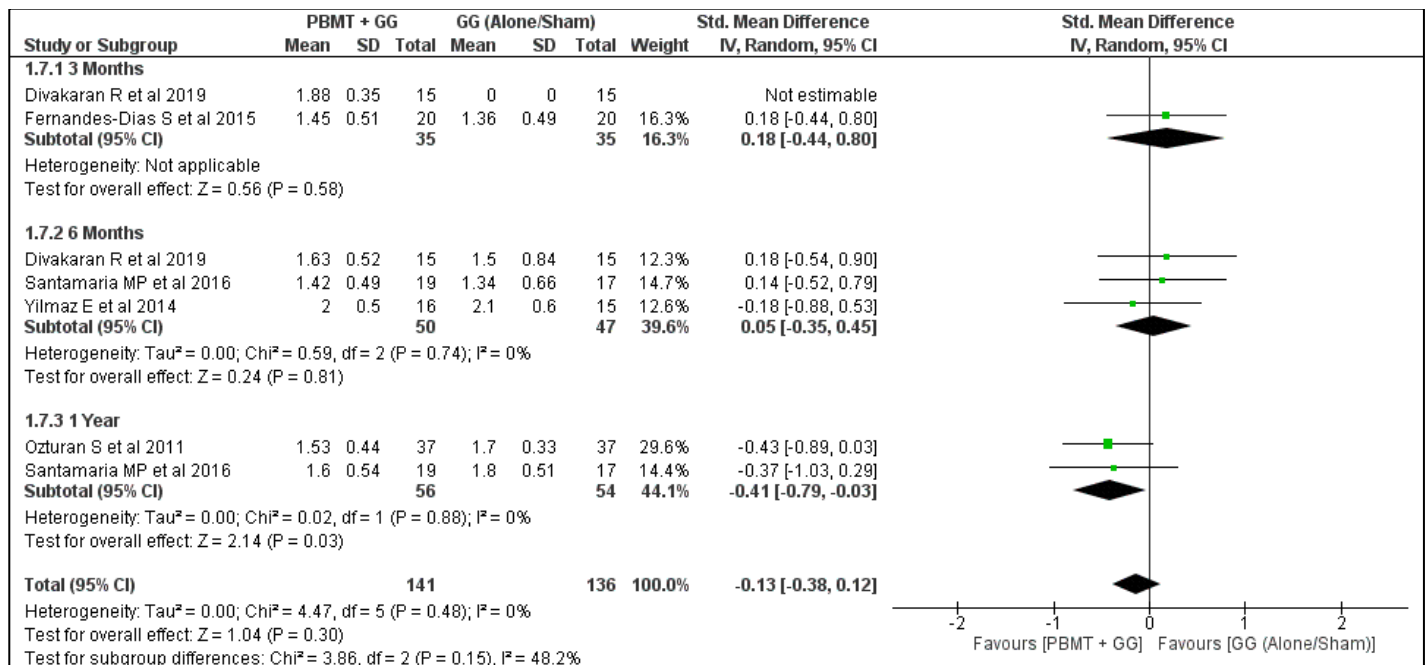 PBMT + GG GG (Alone/Sham) Std. Mean Difference Std. Mean Difference
Study or Subgroup Mean SD Total Mean SD Total Weight IV, Random, 95% CI IV, Random, 95% CI
1.7.1 3 Months
Divakaran R et al 2019 1.88 0.35 15 0 0 15 Not estimable
Fernandes-Dias S et al 2015 1.45 0.51 20 1.36 0.49 20 16.3% 0.18 [-0.44, 0.80]
Subtotal (95% CI) 35 35 16.3% 0.18 [-0.44, 0.80]
Heterogeneity: Not applicable
Test for overall effect: Z = 0.56 (P = 0.58)
1.7.2 6 Months
Divakaran R et al 2019 1.63 0.52 15 1.5 0.84 15 12.3% 0.18 [-0.54, 0.90]
Santamaria MP et al 2016 1.42 0.49 19 1.34 0.66 17 14.7% 0.14 [-0.52, 0.79]
Yilmaz E et al 2014 2 0.5 16 2.1 0.6 15 12.6% -0.18 [-0.88, 0.53]
Subtotal (95% CI) 50 47 39.6% 0.05 [-0.35, 0.45]
Heterogeneity: Tau² = 0.00; Chi² = 0.59, df = 2 (P = 0.74); I² = 0%
Test for overall effect: Z = 0.24 (P = 0.81)
1.7.3 1 Year
Ozturan S et al 2011 1.53 0.44 37 1.7 0.33 37 29.6% -0.43 [-0.89, 0.03]
Santamaria MP et al 2016 1.6 0.54 19 1.8 0.51 17 14.4% -0.37 [-1.03, 0.29]
Subtotal (95% CI) 56 54 44.1% -0.41 [-0.79, -0.03]
Heterogeneity: Tau² = 0.00; Chi² = 0.02, df = 1 (P = 0.88); I² = 0%
Test for overall effect: Z = 2.14 (P = 0.03)
Total (95% CI) 141 136 100.0% -0.13 [-0.38, 0.12]
Heterogeneity: Tau² = 0.00; Chi² = 4.47, df = 5 (P = 0.48); I² = 0%
Test for overall effect: Z = 1.04 (P = 0.30)
Test for subgroup differences: Chi² = 3.86, df = 2 (P = 0.15), I² = 48.2%
-2 -1 0 1 2
Favours [PBMT + GG] Favours [GG (Alone/Sham)]